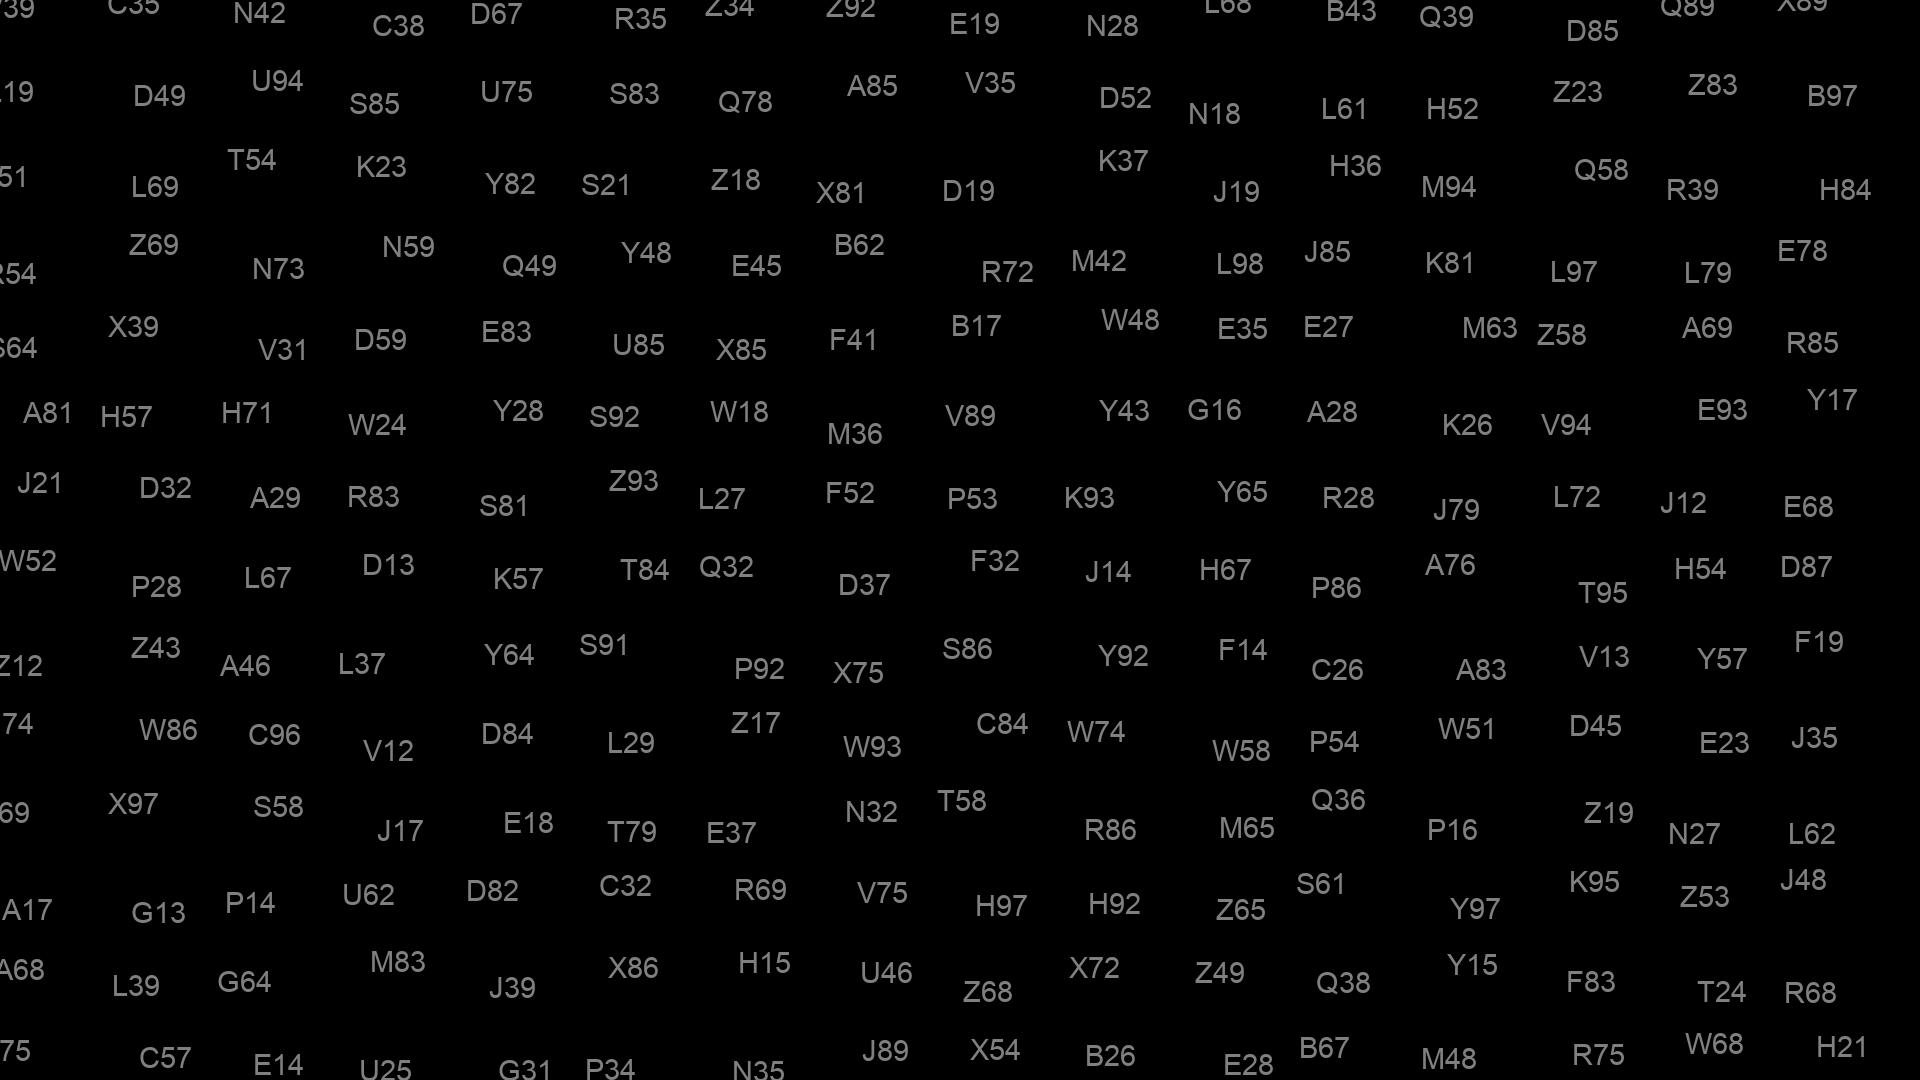 C35 N42 C38 D67 R35 Z34 Z92 E19 N28 L68 B43 Q39 D85 Q89 X89
19 D49 U94 S85 U75 S83 Q78 A85 V35 D52 N18 L61 H52 Z23 Z83 B97
51 L69 T54 K23 Y82 S21 Z18 X81 D19 K37 J19 H36 M94 Q58 R39 H84
R54 Z69 N73 N59 Q49 Y48 E45 B62 R72 M42 L98 J85 K81 L97 L79 E78
S64 X39 V31 D59 E83 U85 X85 F41 B17 W48 E35 E27 M63 Z58 A69 R85
A81 H57 H71 W24 Y28 S92 W18 M36 V89 Y43 G16 A28 K26 V94 E93 Y17
J21 D32 A29 R83 S81 Z93 L27 F52 P53 K93 Y65 R28 J79 L72 J12 E68
W52 P28 L67 D13 K57 T84 Q32 D37 F32 J14 H67 P86 A76 T95 H54 D87
Z12 Z43 A46 L37 Y64 S91 P92 X75 S86 Y92 F14 C26 A83 V13 Y57 F19
74 W86 C96 V12 D84 L29 Z17 W93 C84 W74 W58 P54 W51 D45 E23 J35
69 X97 S58 J17 E18 T79 E37 N32 T58 R86 M65 Q36 P16 Z19 N27 L62
A17 G13 P14 U62 D82 C32 R69 V75 H97 H92 Z65 S61 Y97 K95 Z53 J48
A68 L39 G64 M83 J39 X86 H15 U46 Z68 X72 Z49 Q38 Y15 F83 T24 R68
75 C57 E14 U25 G31 P34 N35 J89 X54 B26 E28 B67 M48 R75 W68 H21